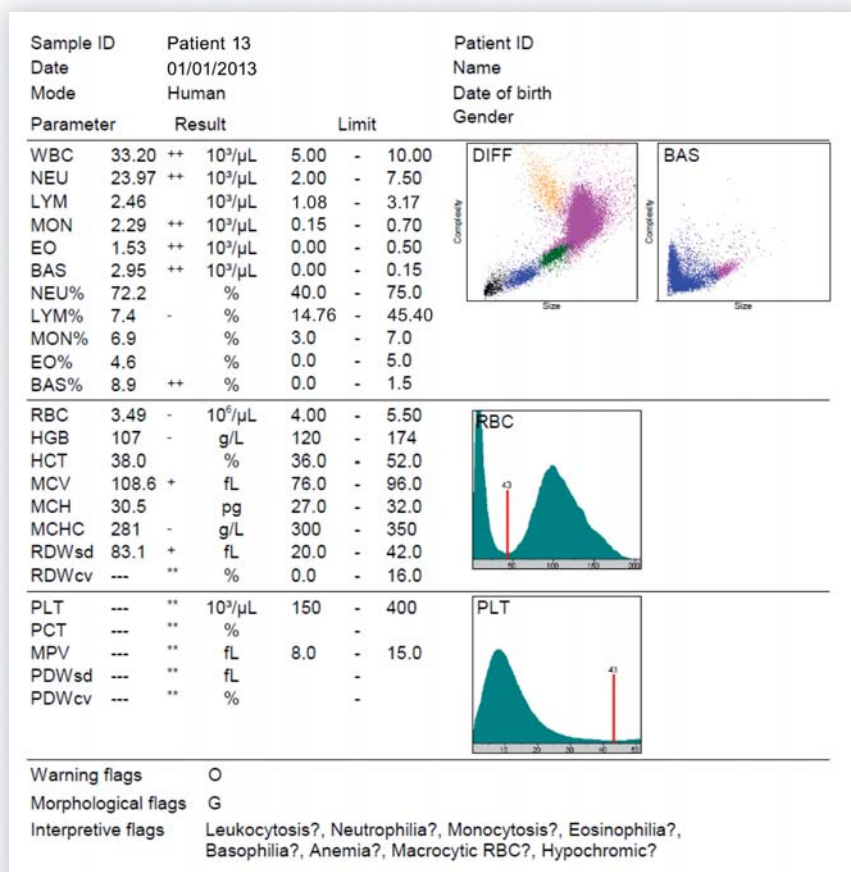 Sample ID Patient 13 Patient ID
Date 01/01/2013 Name
Mode Human Date of birth
Gender
Parameter Result Limit
WBC 33.20 ++ 10³/µL 5.00 - 10.00
NEU 23.97 ++ 10³/µL 2.00 - 7.50
LYM 2.46 10³/µL 1.08 - 3.17
MON 2.29 ++ 10³/µL 0.15 - 0.70
EO 1.53 ++ 10³/µL 0.00 - 0.50
BAS 2.95 ++ 10³/µL 0.00 - 0.15
NEU% 72.2 % 40.0 - 75.0
LYM% 7.4 - % 14.76 - 45.40
MON% 6.9 % 3.0 - 7.0
EO% 4.6 % 0.0 - 5.0
BAS% 8.9 ++ % 0.0 - 1.5
DIFF
Complexity
Size
BAS
Complexity
Size
RBC 3.49 - 10⁶/µL 4.00 - 5.50
HGB 107 - g/L 120 - 174
HCT 38.0 % 36.0 - 52.0
MCV 108.6 + fL 76.0 - 96.0
MCH 30.5 pg 27.0 - 32.0
MCHC 281 - g/L 300 - 350
RDWsd 83.1 + fL 20.0 - 42.0
RDWcv --- ** % 0.0 - 16.0
RBC
43
50 100 150 200
PLT --- ** 10³/µL 150 - 400
PCT --- ** % -
MPV --- ** fL 8.0 - 15.0
PDWsd --- ** fL -
PDWcv --- ** % -
PLT
43
10 20 30 40 50
Warning flags O
Morphological flags G
Interpretive flags Leukocytosis?, Neutrophilia?, Monocytosis?, Eosinophilia?,
Basophilia?, Anemia?, Macrocytic RBC?, Hypochromic?